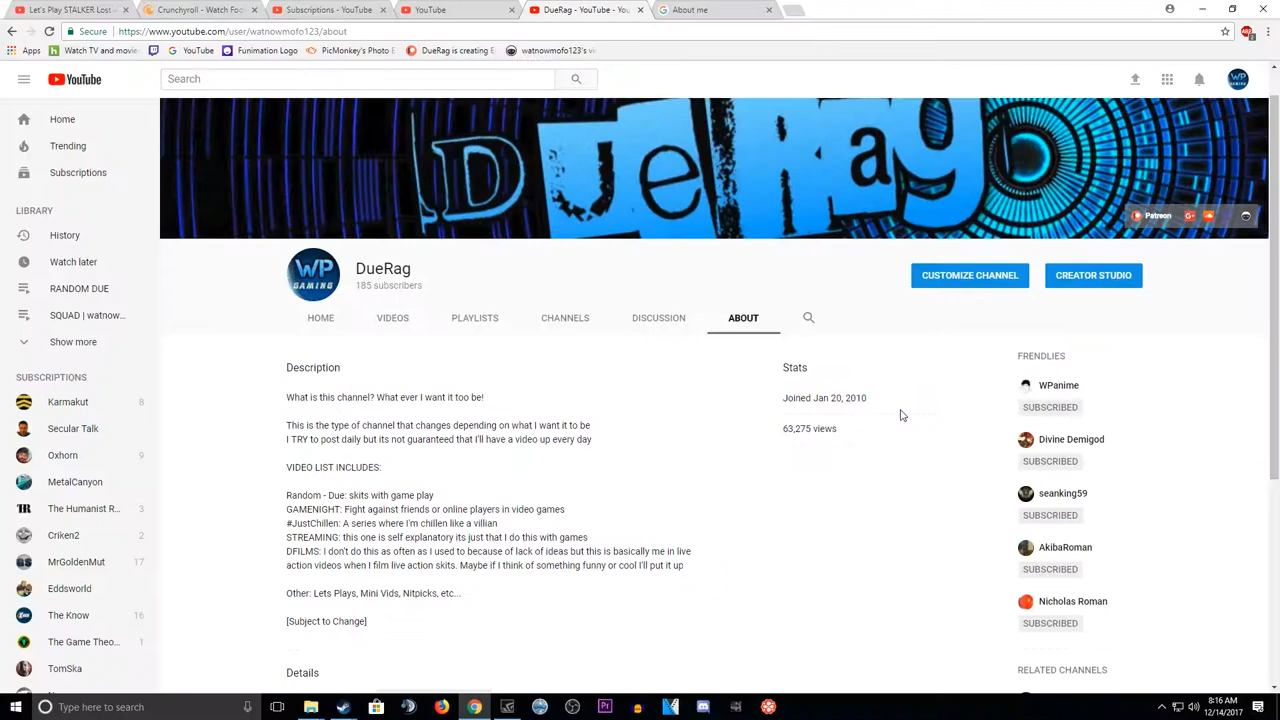 Let's Play STALKER Lost
Crunchyroll - Watch Fo
Subscriptions - YouTube
YouTube
DueRag - YouTube - Yo
About me
Secure
https://www.youtube.com/user/watnowmofo123/about
Apps
Watch TV and movies
YouTube
Funimation Logo
PicMonkey's Photo E
DueRag is creating E
watnowmofo123's vi
YouTube
Search
WP GAMING
Home
Trending
Subscriptions
LIBRARY
History
Watch later
RANDOM DUE
SQUAD | watnow...
Show more
SUBSCRIPTIONS
Karmakut 8
Secular Talk
Oxhorn 9
MetalCanyon
The Humanist R... 3
Criken2 2
MrGoldenMut 17
Eddsworld
The Know 16
The Game Theo... 1
TomSka
DueRag
Patreon
WP
GAMING
DueRag
185 subscribers
CUSTOMIZE CHANNEL
CREATOR STUDIO
HOME
VIDEOS
PLAYLISTS
CHANNELS
DISCUSSION
ABOUT
Description
What is this channel? What ever I want it too be!
This is the type of channel that changes depending on what I want it to be
I TRY to post daily but its not guaranteed that I'll have a video up every day
VIDEO LIST INCLUDES:
Random - Due: skits with game play
GAMENIGHT: Fight against friends or online players in video games
#JustChillen: A series where I'm chillen like a villian
STREAMING: this one is self explanatory its just that I do this with games
DFILMS: I don't do this as often as I used to because of lack of ideas but this is basically me in live
action videos when I film live action skits. Maybe if I think of something funny or cool I'll put it up
Other: Lets Plays, Mini Vids, Nitpicks, etc...
[Subject to Change]
Details
Stats
Joined Jan 20, 2010
63,275 views
FRENDLIES
WPanime
SUBSCRIBED
Divine Demigod
SUBSCRIBED
seanking59
SUBSCRIBED
AkibaRoman
SUBSCRIBED
Nicholas Roman
SUBSCRIBED
RELATED CHANNELS
Type here to search
8:16 AM
12/14/2017